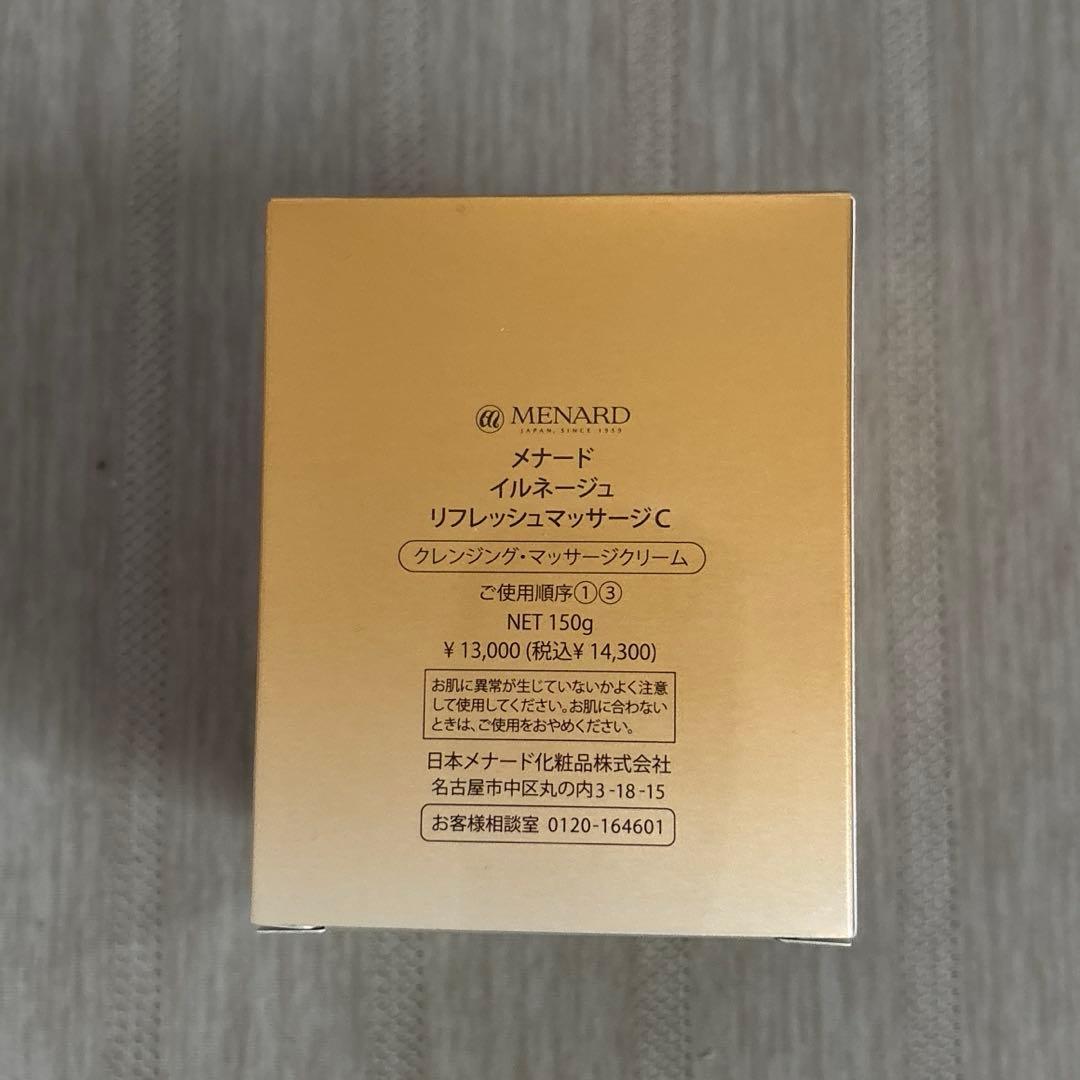 MENARD
JAPAN, SINCE 1959
メナード
イルネージュ
リフレッシュマッサージC
クレンジング・マッサージクリーム
ご使用順序①③
NET 150g
¥13,000 (税込¥14,300)
お肌に異常が生じていないかよく注意
して使用してください。お肌に合わない
ときは、ご使用をおやめください。
日本メナード化粧品株式会社
名古屋市中区丸の内3-18-15
お客様相談室 0120-164601